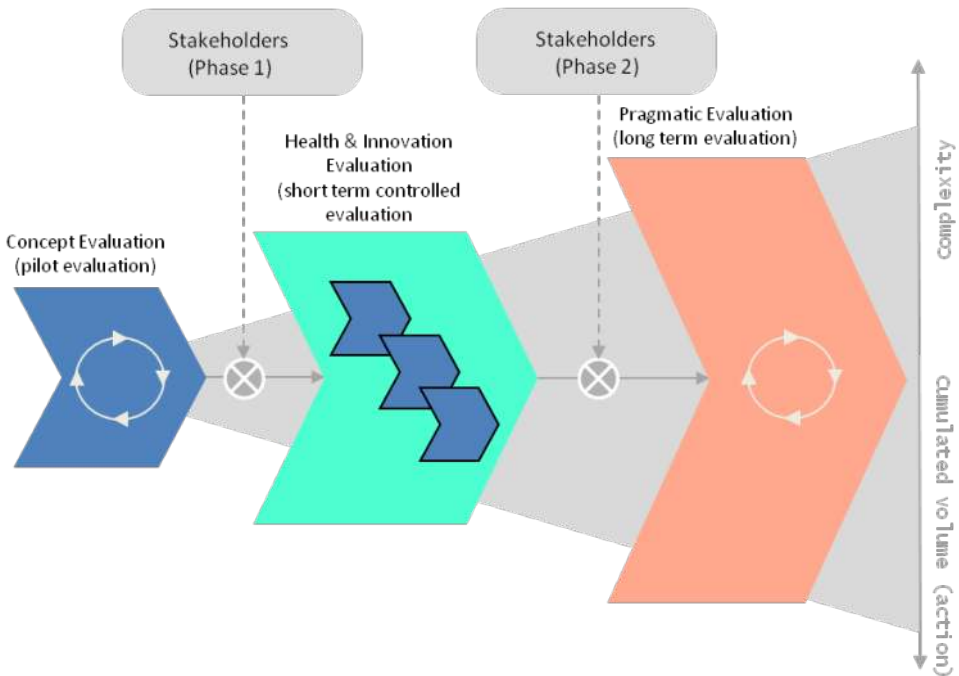 Stakeholders
(Phase 1)
Stakeholders
(Phase 2)
Pragmatic Evaluation
(long term evaluation)
Health & Innovation
Evaluation
(short term controlled
evaluation
Concept Evaluation
(pilot evaluation)
complexity
cumulated volume (action)